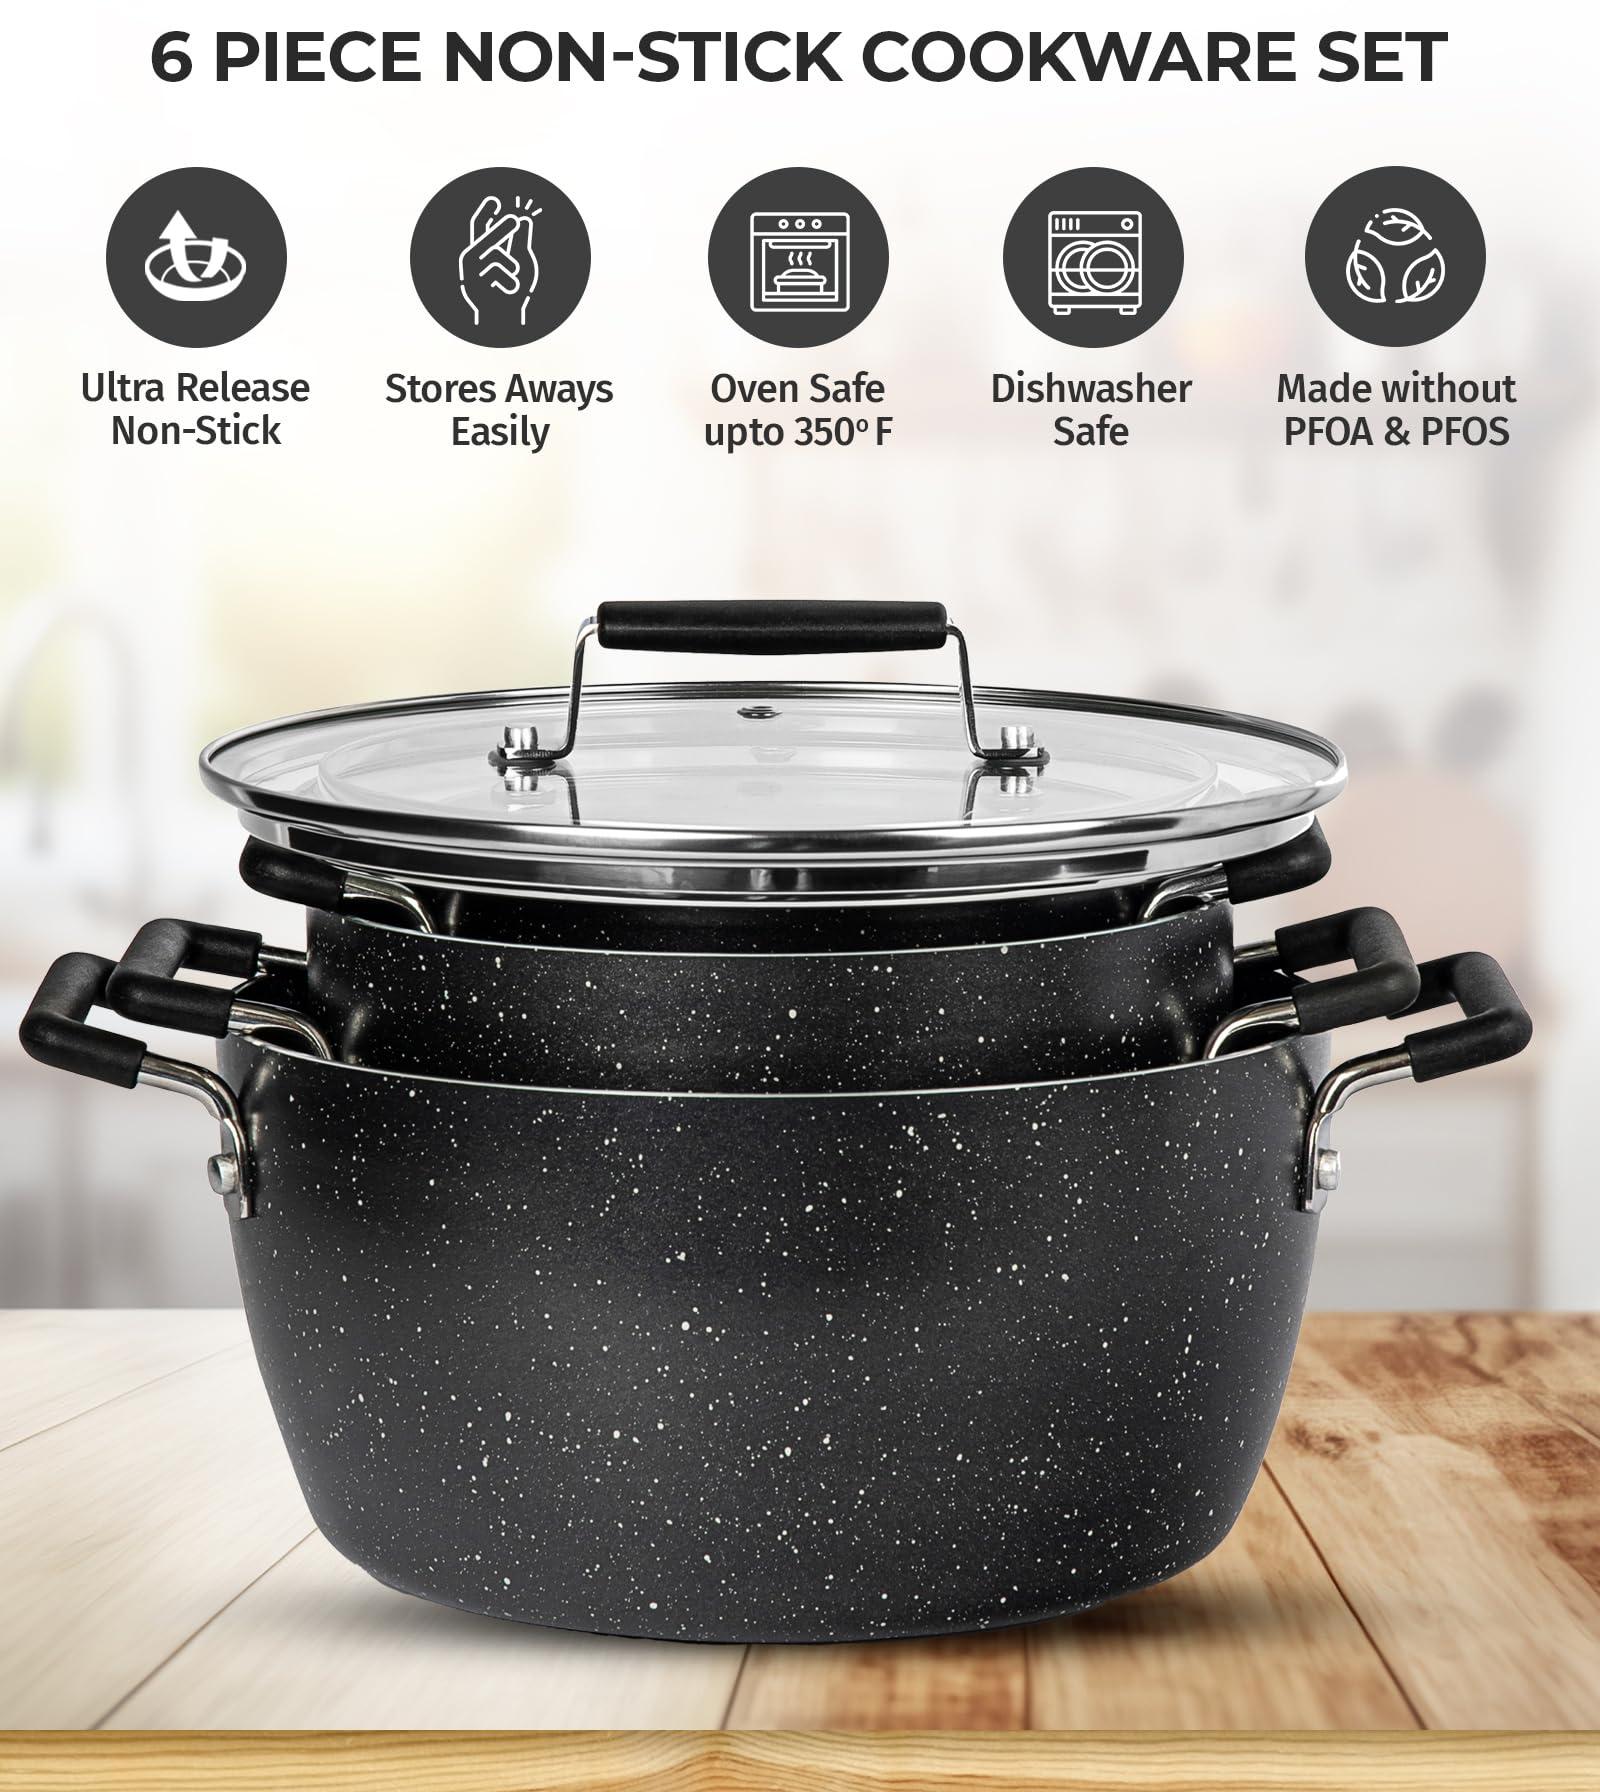 6 PIECE NON-STICK COOKWARE SET
Ultra Release
Non-Stick
Stores Aways
Easily
Oven Safe
upto 350º F
Dishwasher
Safe
Made without
PFOA & PFOS